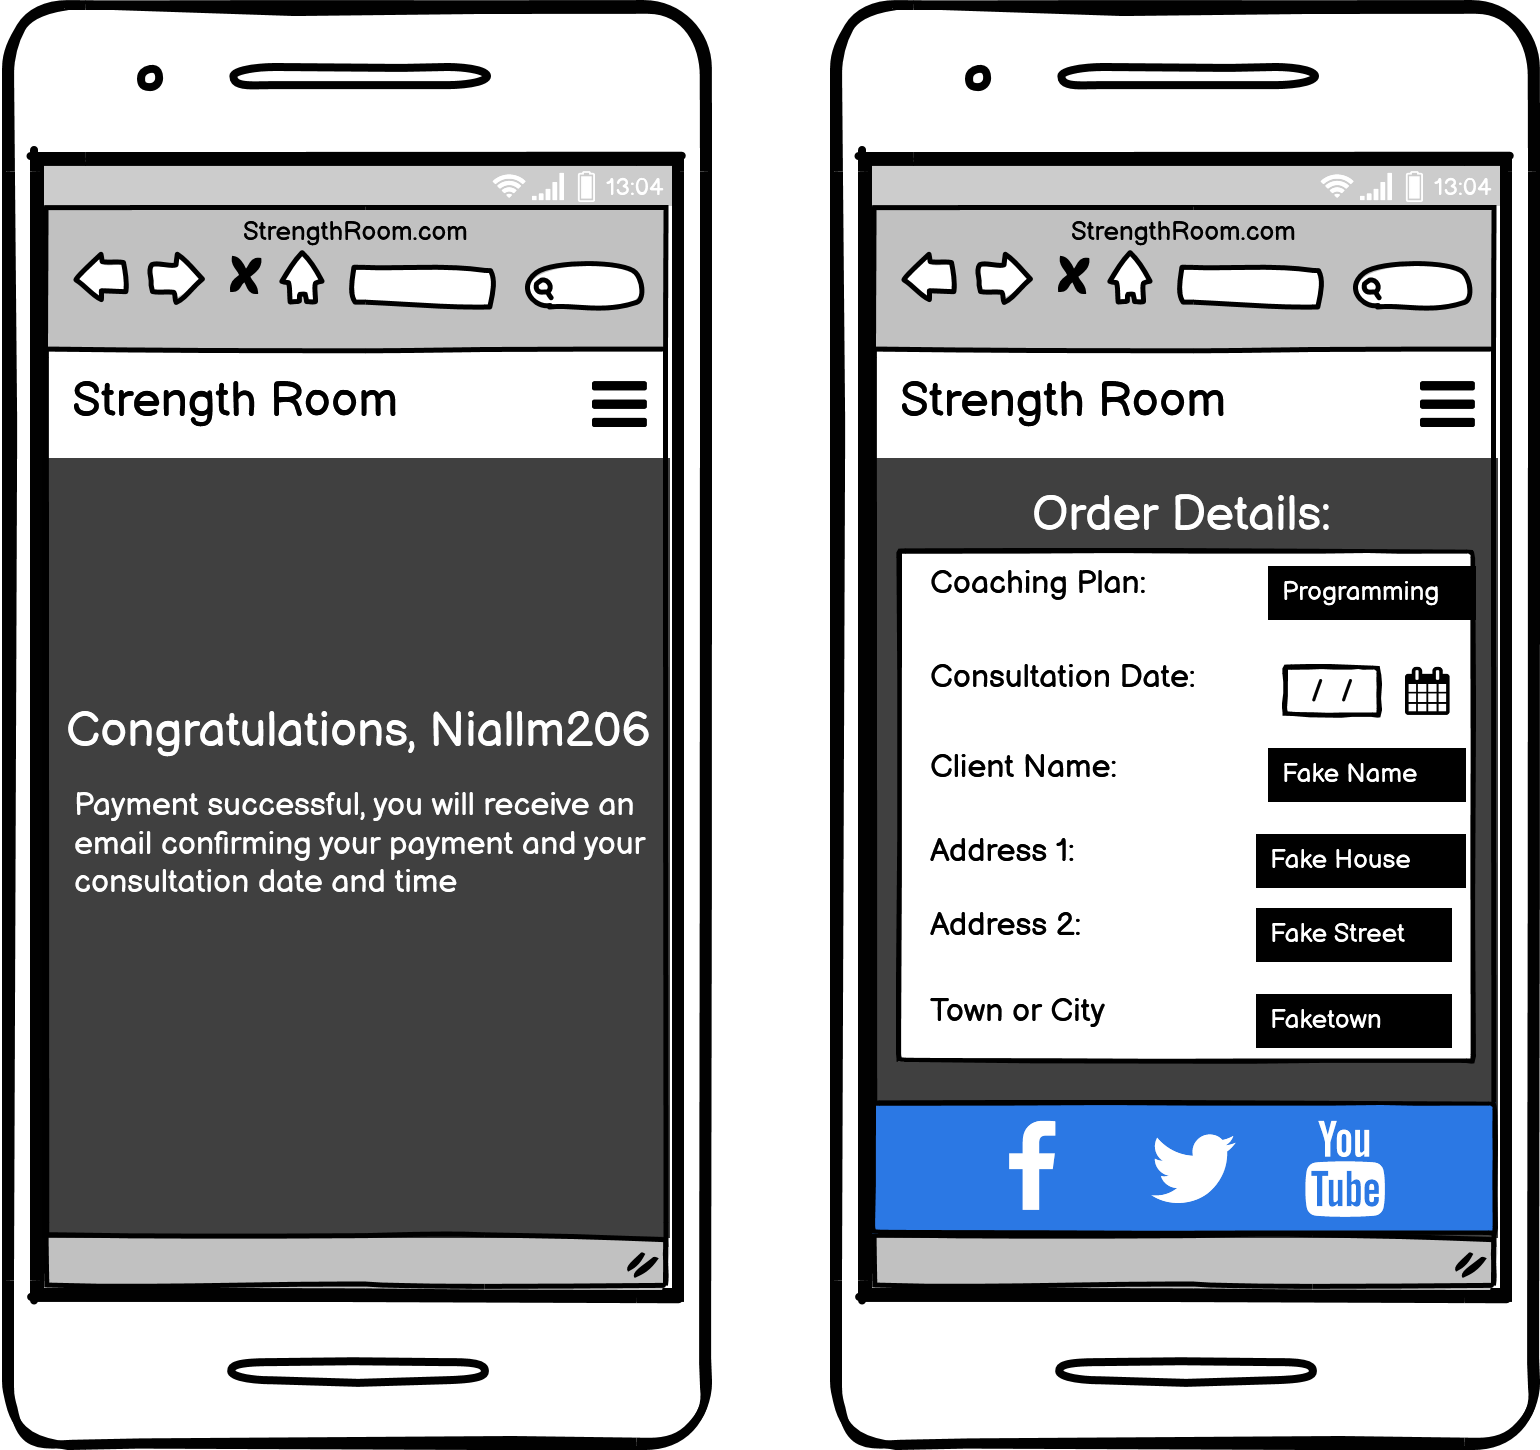 13:04
StrengthRoom.com
Strength Room
Congratulations, Niallm206
Payment successful, you will receive an
email confirming your payment and your
consultation date and time
13:04
StrengthRoom.com
Strength Room
Order Details:
Coaching Plan: Programming
Consultation Date: / /
Client Name: Fake Name
Address 1: Fake House
Address 2: Fake Street
Town or City Faketown
You
Tube